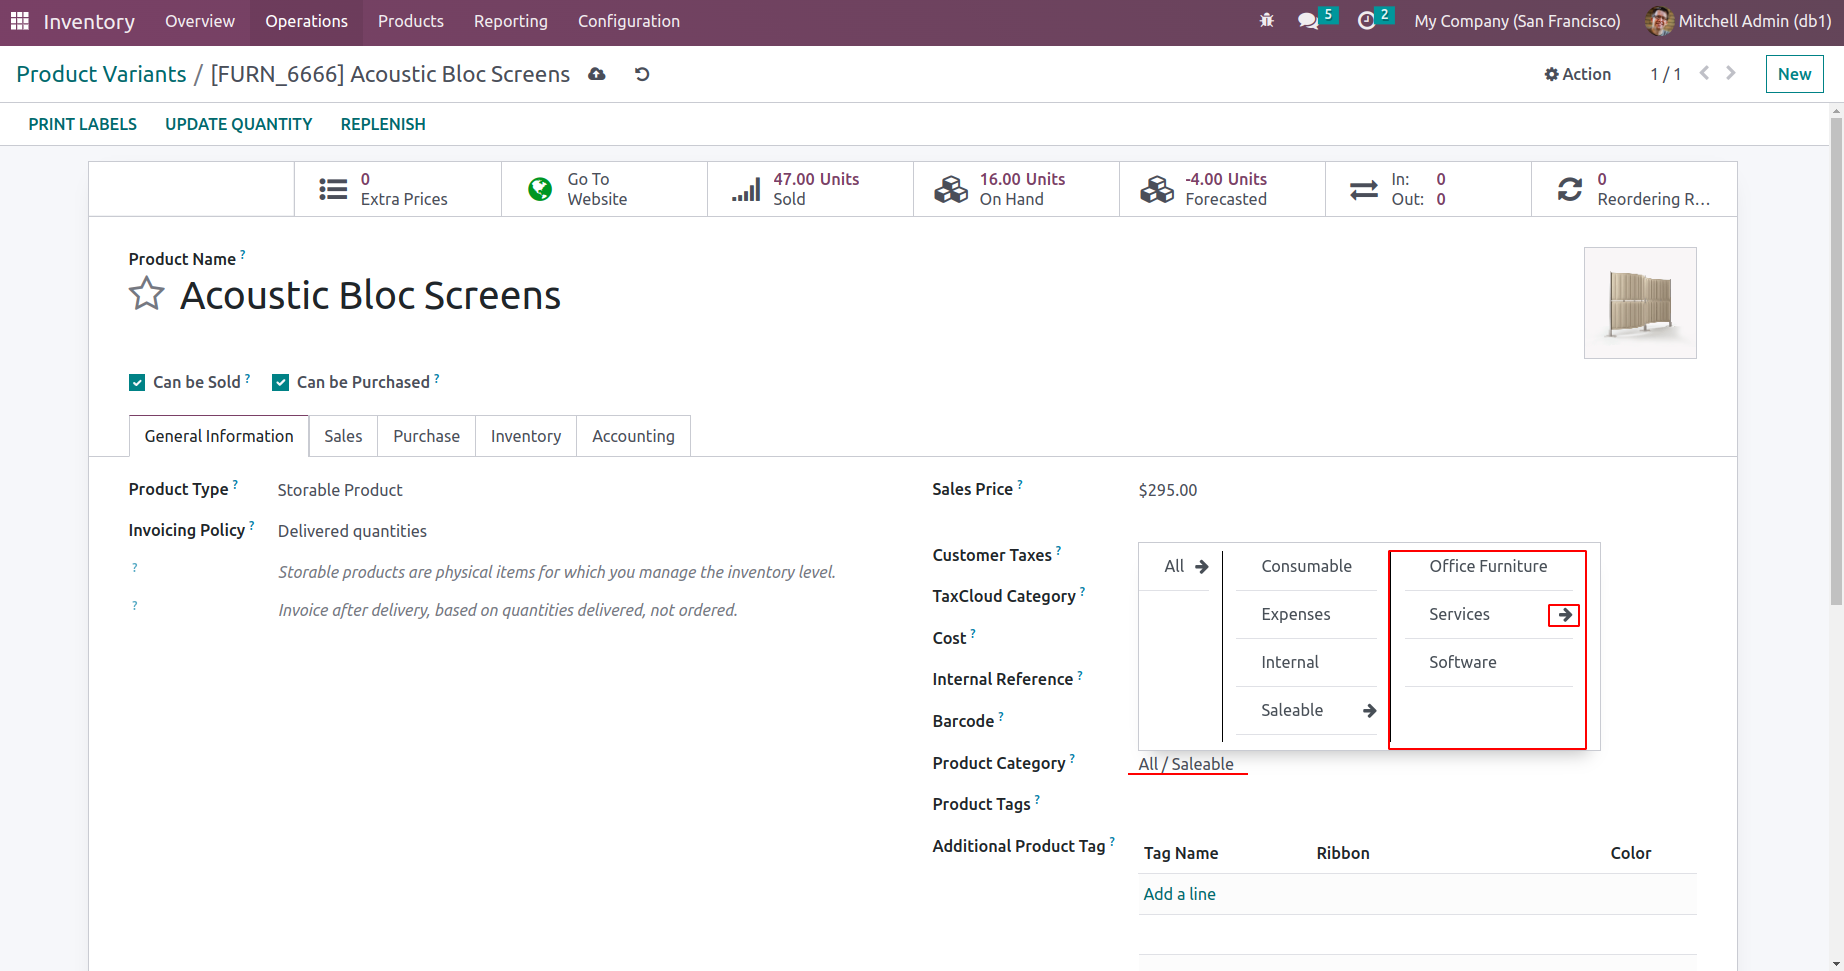 Inventory Overview Operations Products Reporting Configuration 5 2 My Company (San Francisco) Mitchell Admin (db1)
Product Variants / [FURN_6666] Acoustic Bloc Screens Action 1 / 1 New
PRINT LABELS UPDATE QUANTITY REPLENISH
0
Extra Prices
Go To
Website
47.00 Units
Sold
16.00 Units
On Hand
-4.00 Units
Forecasted
In: 0
Out: 0
0
Reordering R...
Product Name ?
Acoustic Bloc Screens
Can be Sold ? Can be Purchased ?
General Information Sales Purchase Inventory Accounting
Product Type ? Storable Product
Invoicing Policy ? Delivered quantities
? Storable products are physical items for which you manage the inventory level.
? Invoice after delivery, based on quantities delivered, not ordered.
Sales Price ? $295.00
Customer Taxes ?
TaxCloud Category ?
Cost ?
Internal Reference ?
Barcode ?
All
Consumable
Expenses
Internal
Saleable
Office Furniture
Services
Software
Product Category ? All / Saleable
Product Tags ?
Additional Product Tag ?
Tag Name Ribbon Color
Add a line